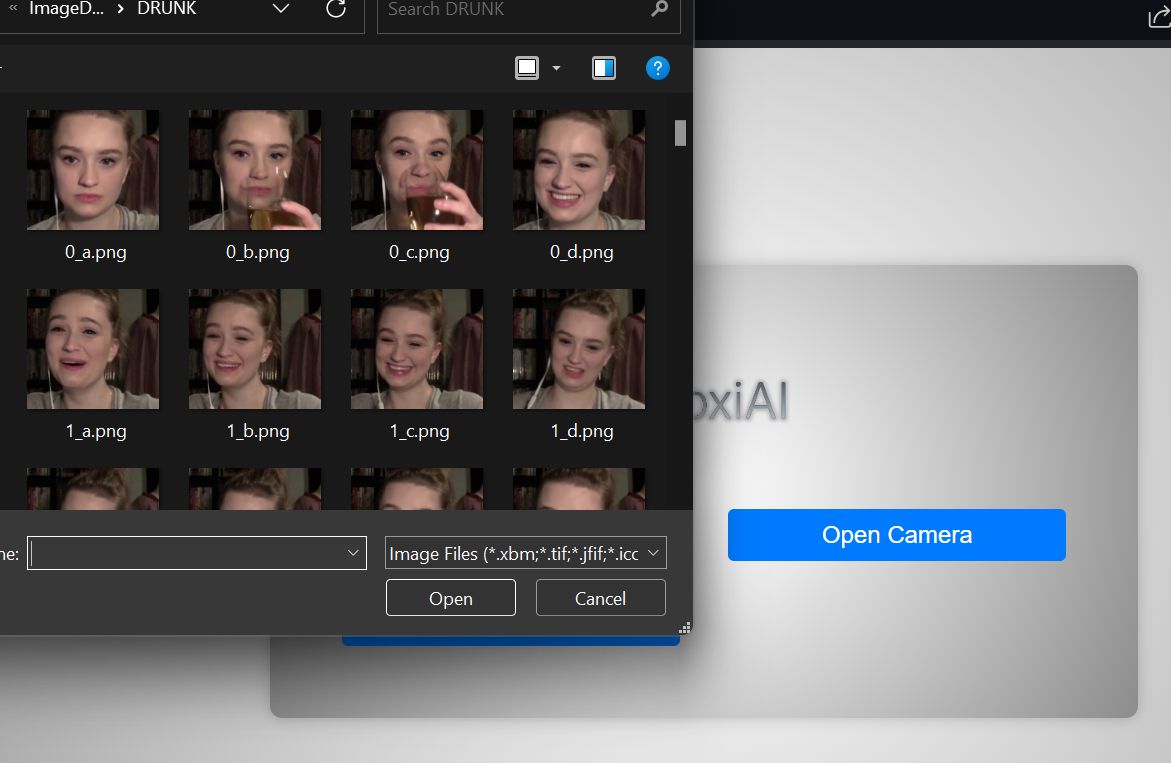 « ImageD... > DRUNK
Search DRUNK
?
0_a.png
0_b.png
0_c.png
0_d.png
1_a.png
1_b.png
1_c.png
1_d.png
oxiAI
Open Camera
ne:
Image Files (*.xbm;*.tif;*.jfif;*.icc
Open
Cancel